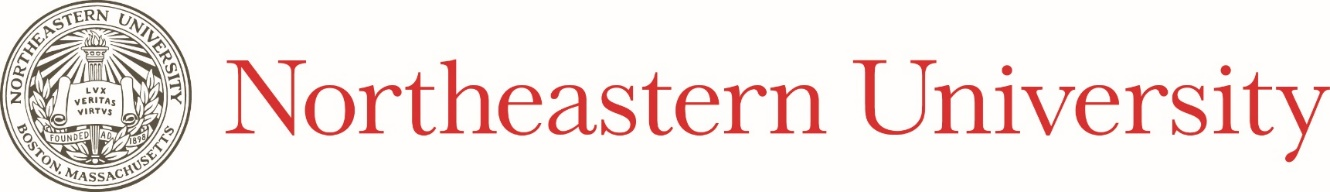 NORTHEASTERN UNIVERSITY
LVX
VERITAS
VIRTVS
FOUNDED A.D. 1898
BOSTON, MASSACHUSETTS
Northeastern University